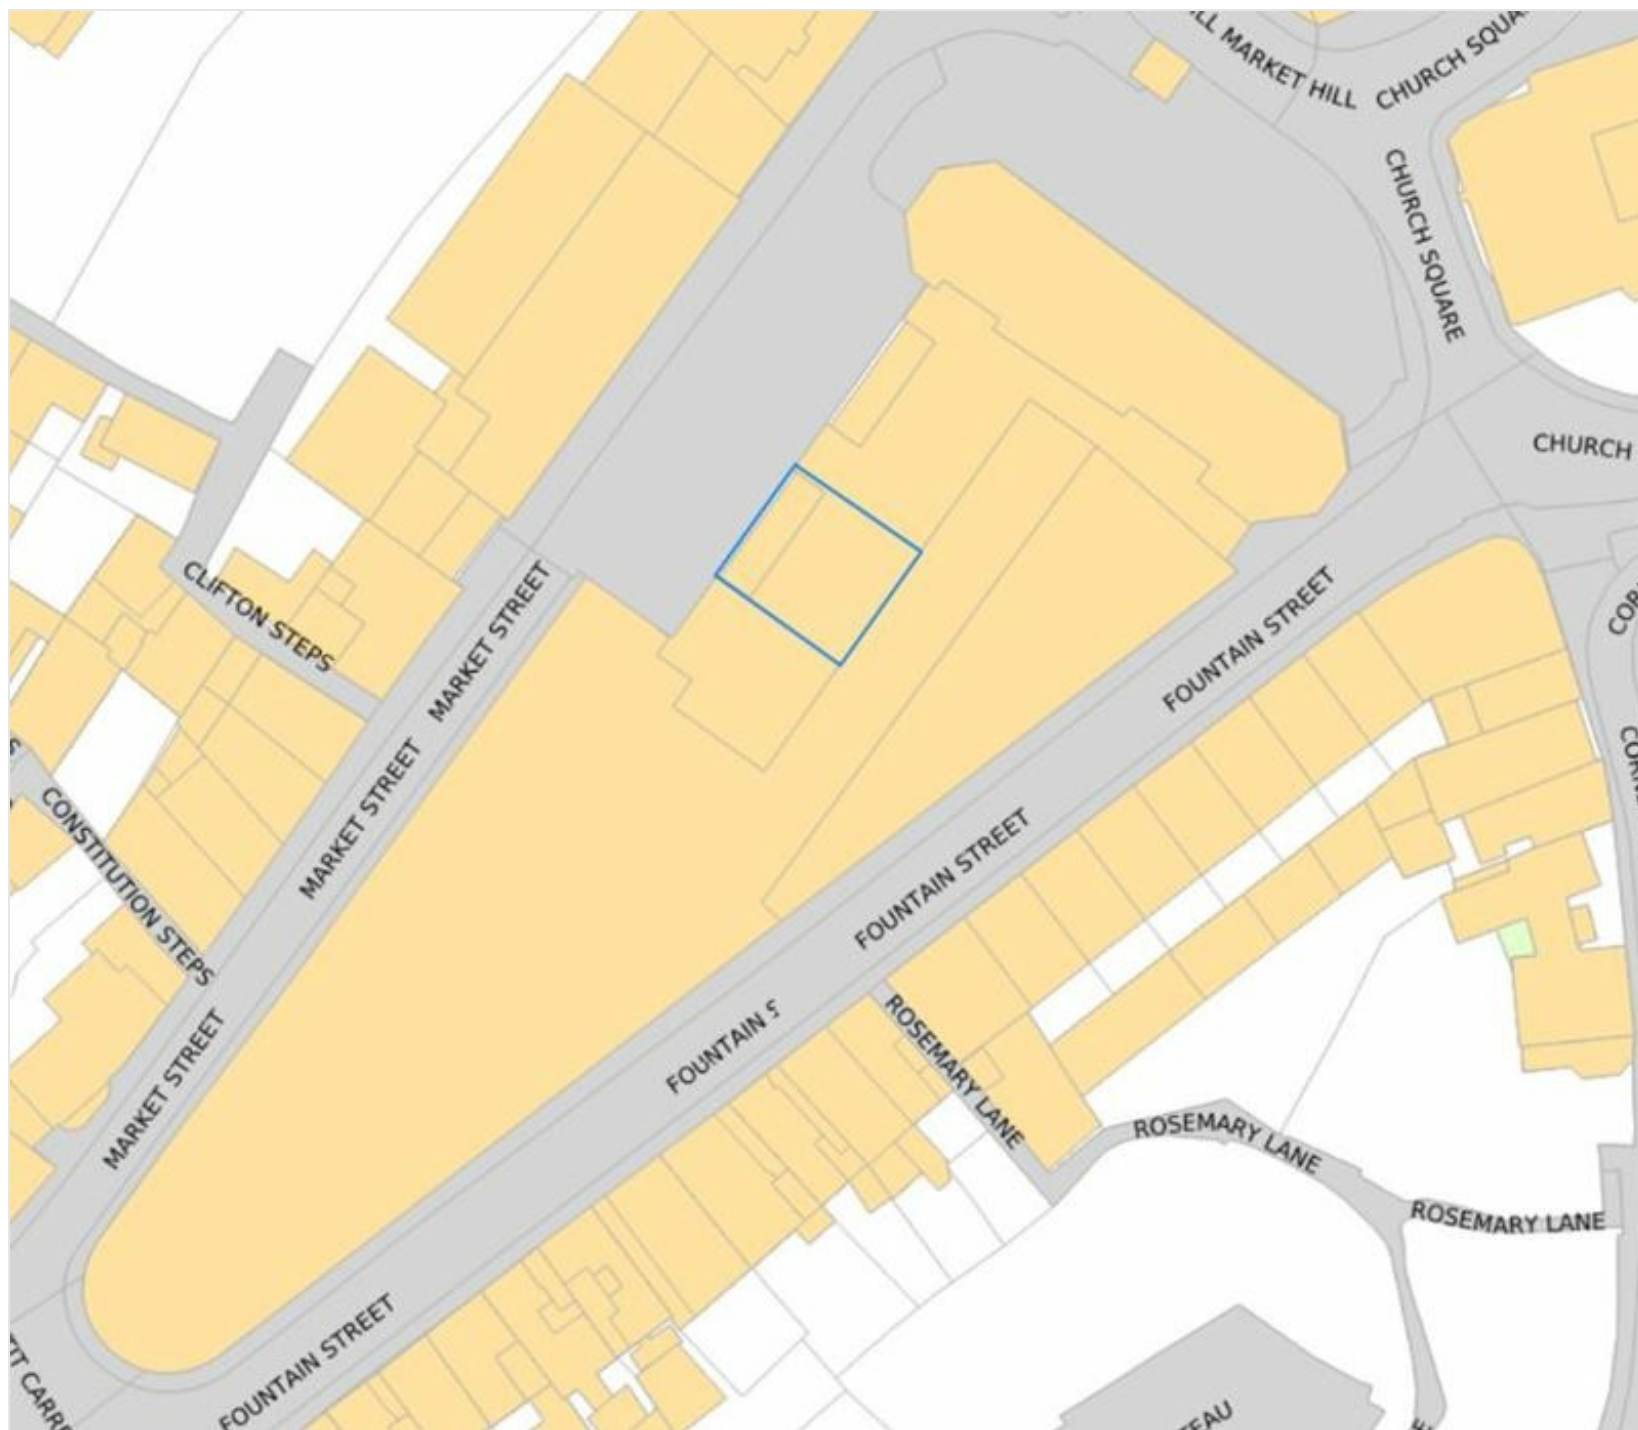 MARKET HILL
CHURCH SQUA
CHURCH SQUARE
CHURCH
CLIFTON STEPS
MARKET STREET
FOUNTAIN STREET
MARKET STREET
CONSTITUTION STEPS
FOUNTAIN STREET
MARKET STREET
FOUNTAIN S
ROSEMARY LANE
ROSEMARY LANE
ROSEMARY LANE
FOUNTAIN STREET